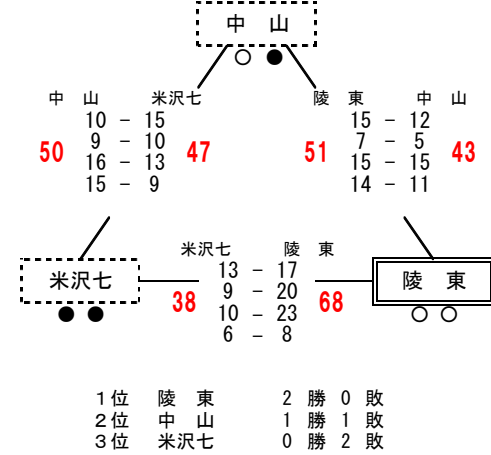 中 山
○ ●
中 山 米沢七
50 47
10 - 15
9 - 10
16 - 13
15 - 9
陵 東 中 山
51 43
15 - 12
7 - 5
15 - 15
14 - 11
米沢七 陵 東
38 68
13 - 17
9 - 20
10 - 23
6 - 8
米沢七
● ●
陵 東
○ ○
1位 陵 東 2 勝 0 敗
2位 中 山 1 勝 1 敗
3位 米沢七 0 勝 2 敗